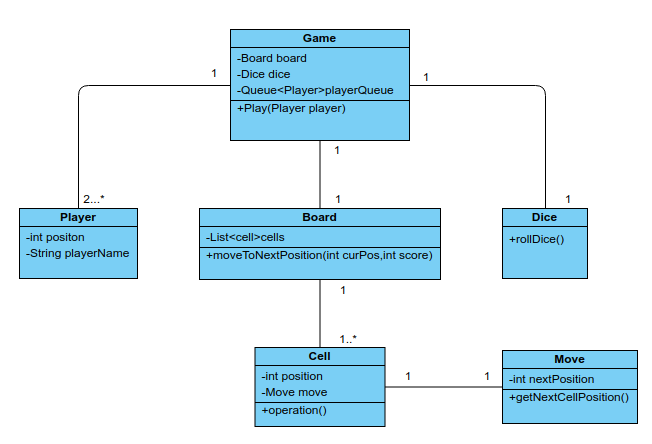 Game
-Board board
-Dice dice
-Queue<Player>playerQueue
+Play(Player player)
1
1
1
2...*
1
1
Player
-int positon
-String playerName
Board
-List<cell>cells
+moveToNextPosition(int curPos,int score)
Dice
+rollDice()
1
1..*
Cell
-int position
-Move move
+operation()
1
1
Move
-int nextPosition
+getNextCellPosition()